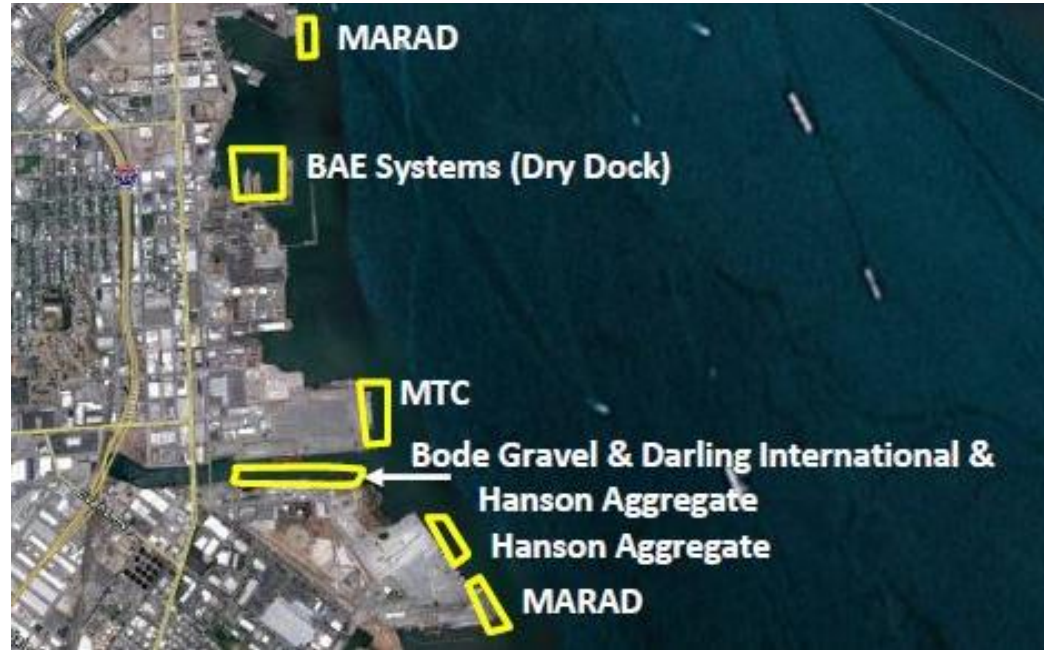 MARAD
BAE Systems (Dry Dock)
MTC
Bode Gravel & Darling International &
Hanson Aggregate
Hanson Aggregate
MARAD